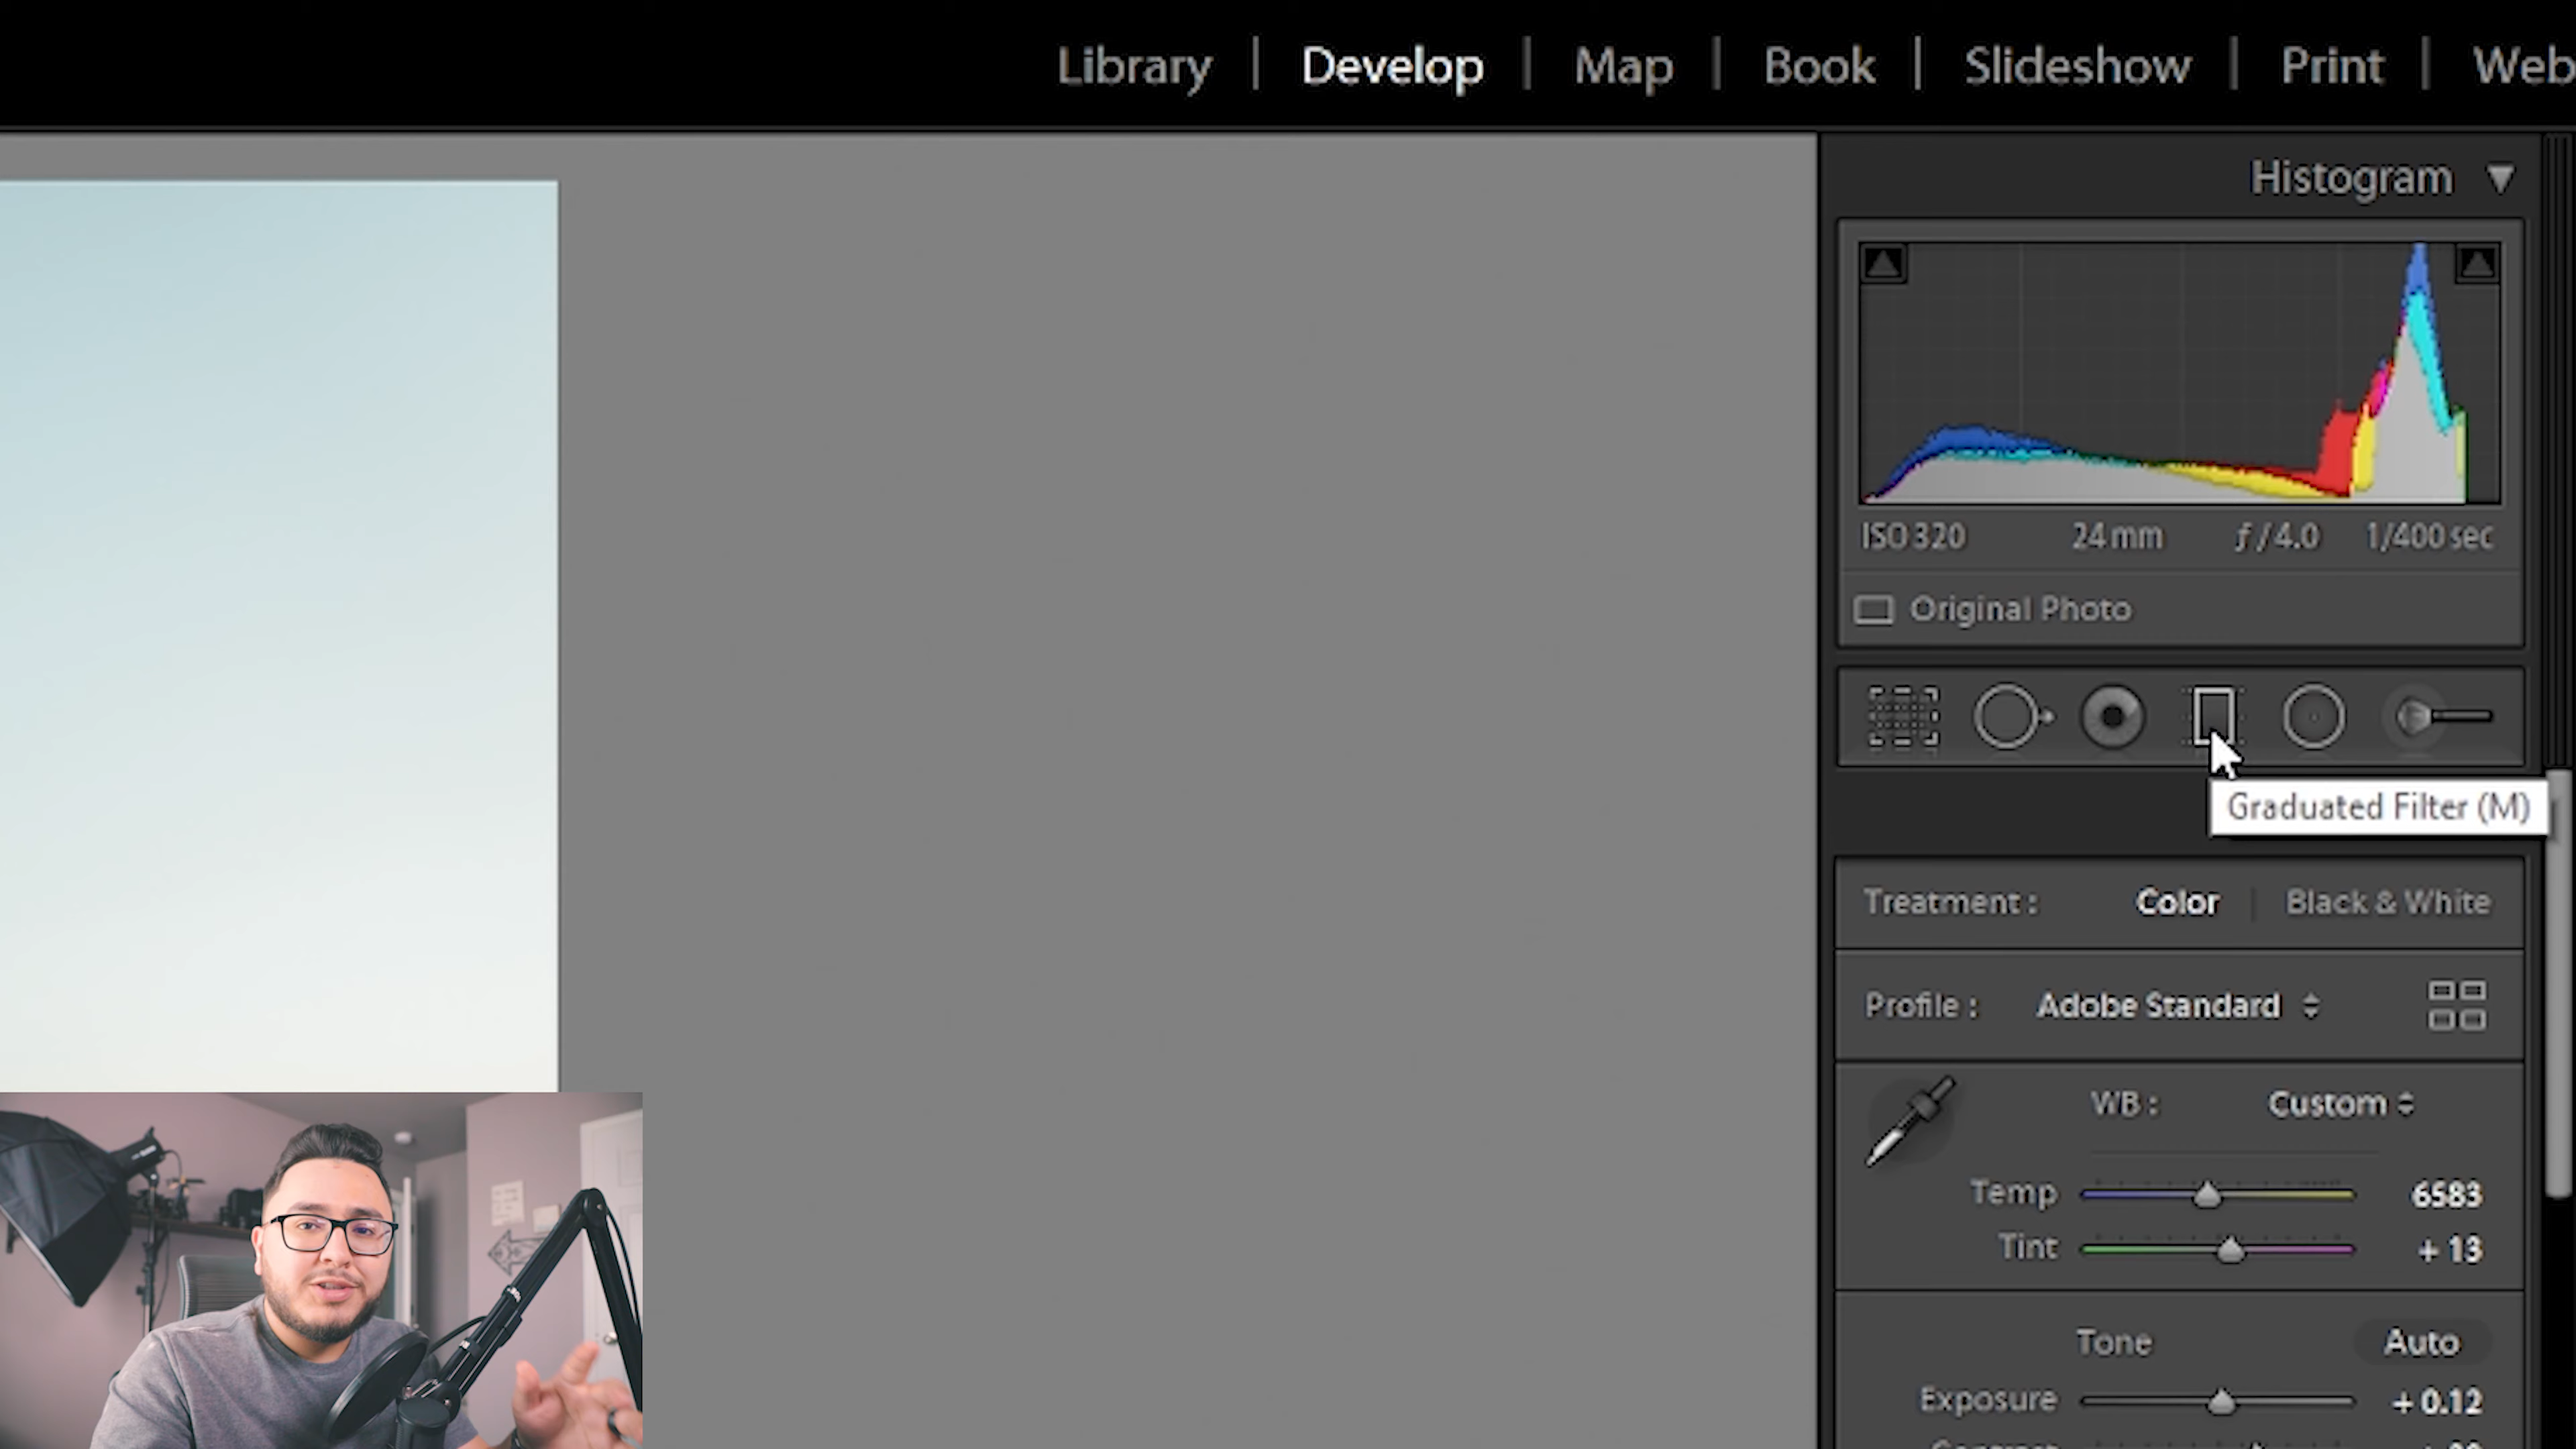 Library | Develop | Map | Book | Slideshow | Print | Web
Histogram
ISO 320 24 mm ƒ / 4.0 1/400 sec
Original Photo
Graduated Filter (M)
Treatment : Color | Black & White
Profile : Adobe Standard
WB : Custom
Temp 6583
Tint + 13
Tone Auto
Exposure + 0.12